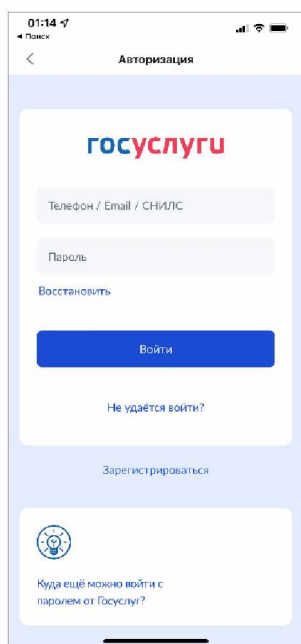 01:14
◀ Поиск
Авторизация
госуслуги
Телефон / Email / СНИЛС
Пароль
Восстановить
Войти
Не удаётся войти?
Зарегистрироваться
Куда ещё можно войти с
паролем от Госуслуг?